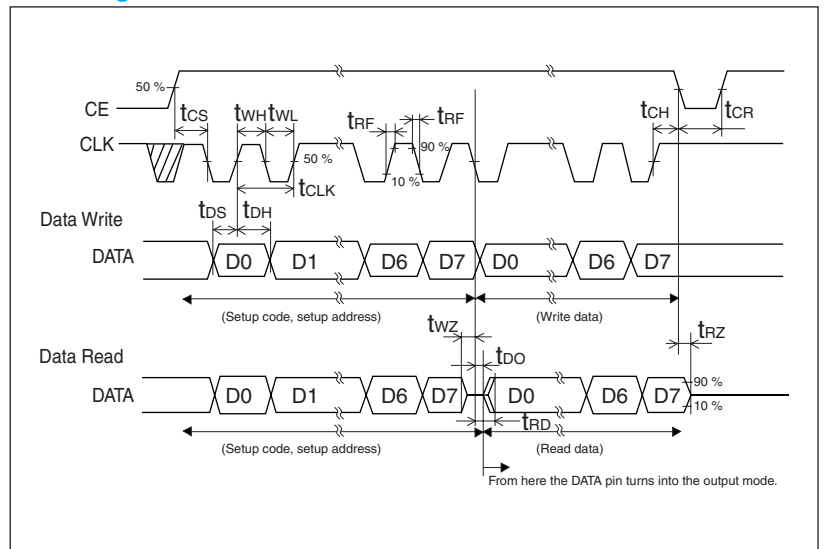 50 %
CE
tCS
tWH
tWL
tRF
tRF
tCH
tCR
CLK
50 %
90 %
10 %
tCLK
tDS
tDH
Data Write
DATA
D0
D1
D6
D7
D0
D6
D7
(Setup code, setup address)
(Write data)
tWZ
tRZ
Data Read
tDO
DATA
D0
D1
D6
D7
D0
D6
D7
90 %
10 %
tRD
(Setup code, setup address)
(Read data)
From here the DATA pin turns into the output mode.